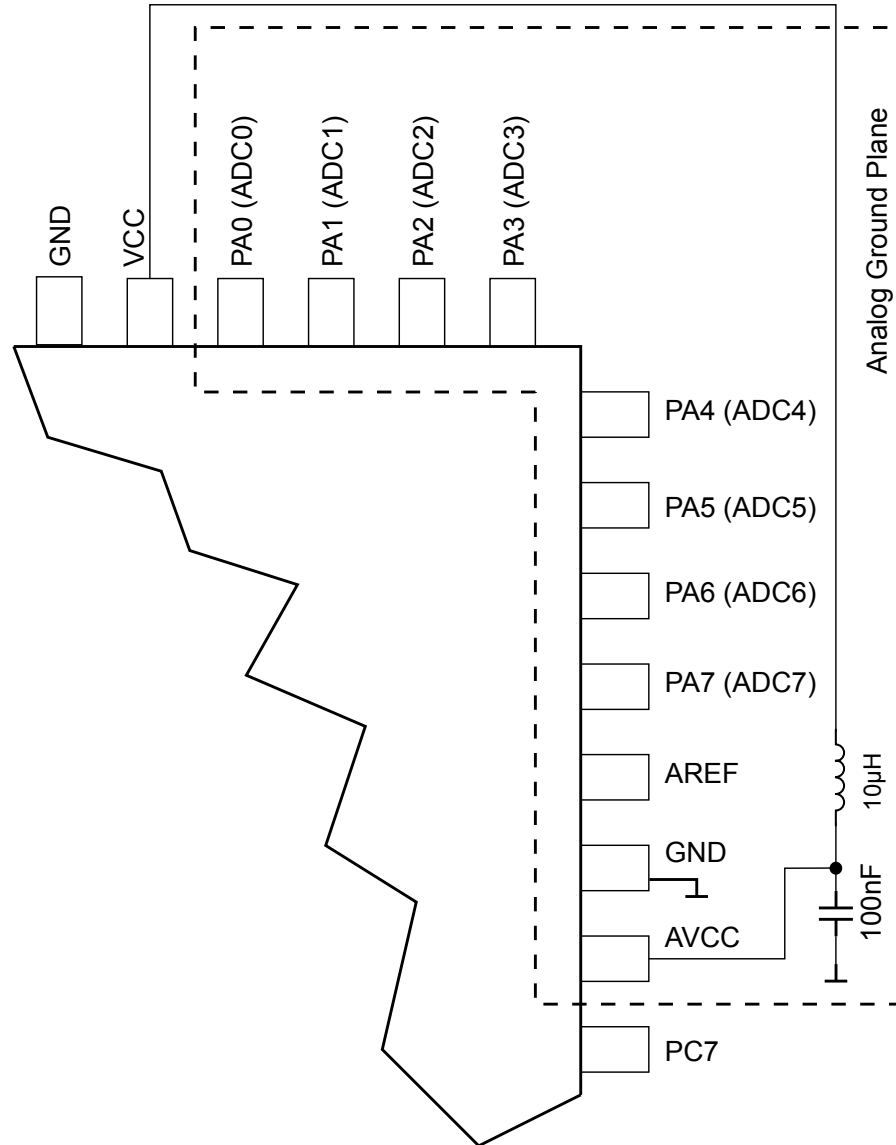 GND
VCC
PA0 (ADC0)
PA1 (ADC1)
PA2 (ADC2)
PA3 (ADC3)
Analog Ground Plane
PA4 (ADC4)
PA5 (ADC5)
PA6 (ADC6)
PA7 (ADC7)
AREF
10µH
GND
100nF
AVCC
PC7